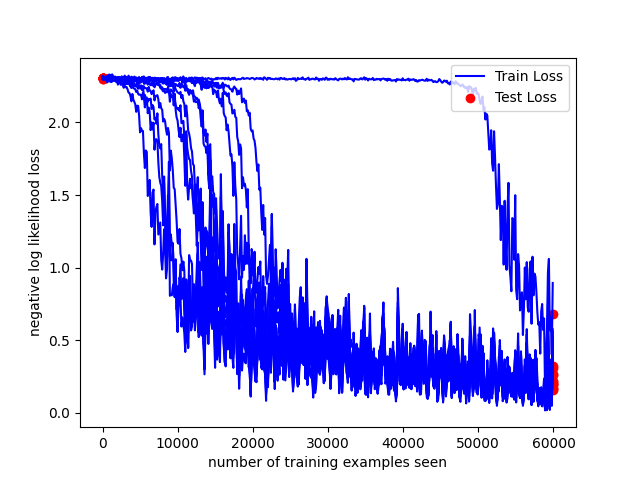 Train Loss
Test Loss
2.0
1.5
1.0
0.5
0.0
negative log likelihood loss
0 10000 20000 30000 40000 50000 60000
number of training examples seen